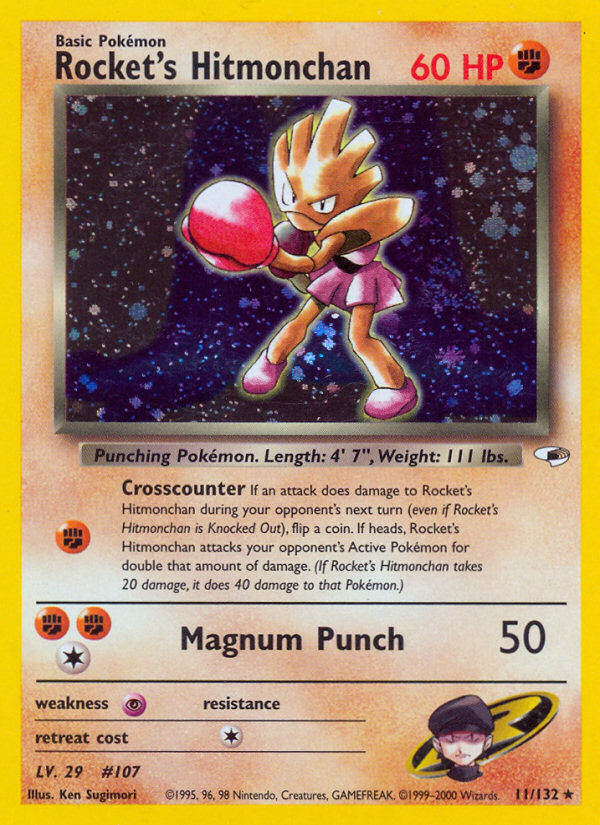 Basic Pokémon
Rocket's Hitmonchan 60 HP
Punching Pokémon. Length: 4' 7", Weight: 111 lbs.
Crosscounter If an attack does damage to Rocket's
Hitmonchan during your opponent's next turn (even if Rocket's
Hitmonchan is Knocked Out), flip a coin. If heads, Rocket's
Hitmonchan attacks your opponent's Active Pokémon for
double that amount of damage. (If Rocket's Hitmonchan takes
20 damage, it does 40 damage to that Pokémon.)
Magnum Punch 50
weakness resistance
retreat cost
LV. 29 #107
Illus. Ken Sugimori ©1995, 96, 98 Nintendo, Creatures, GAMEFREAK. ©1999-2000 Wizards. 11/132 ★